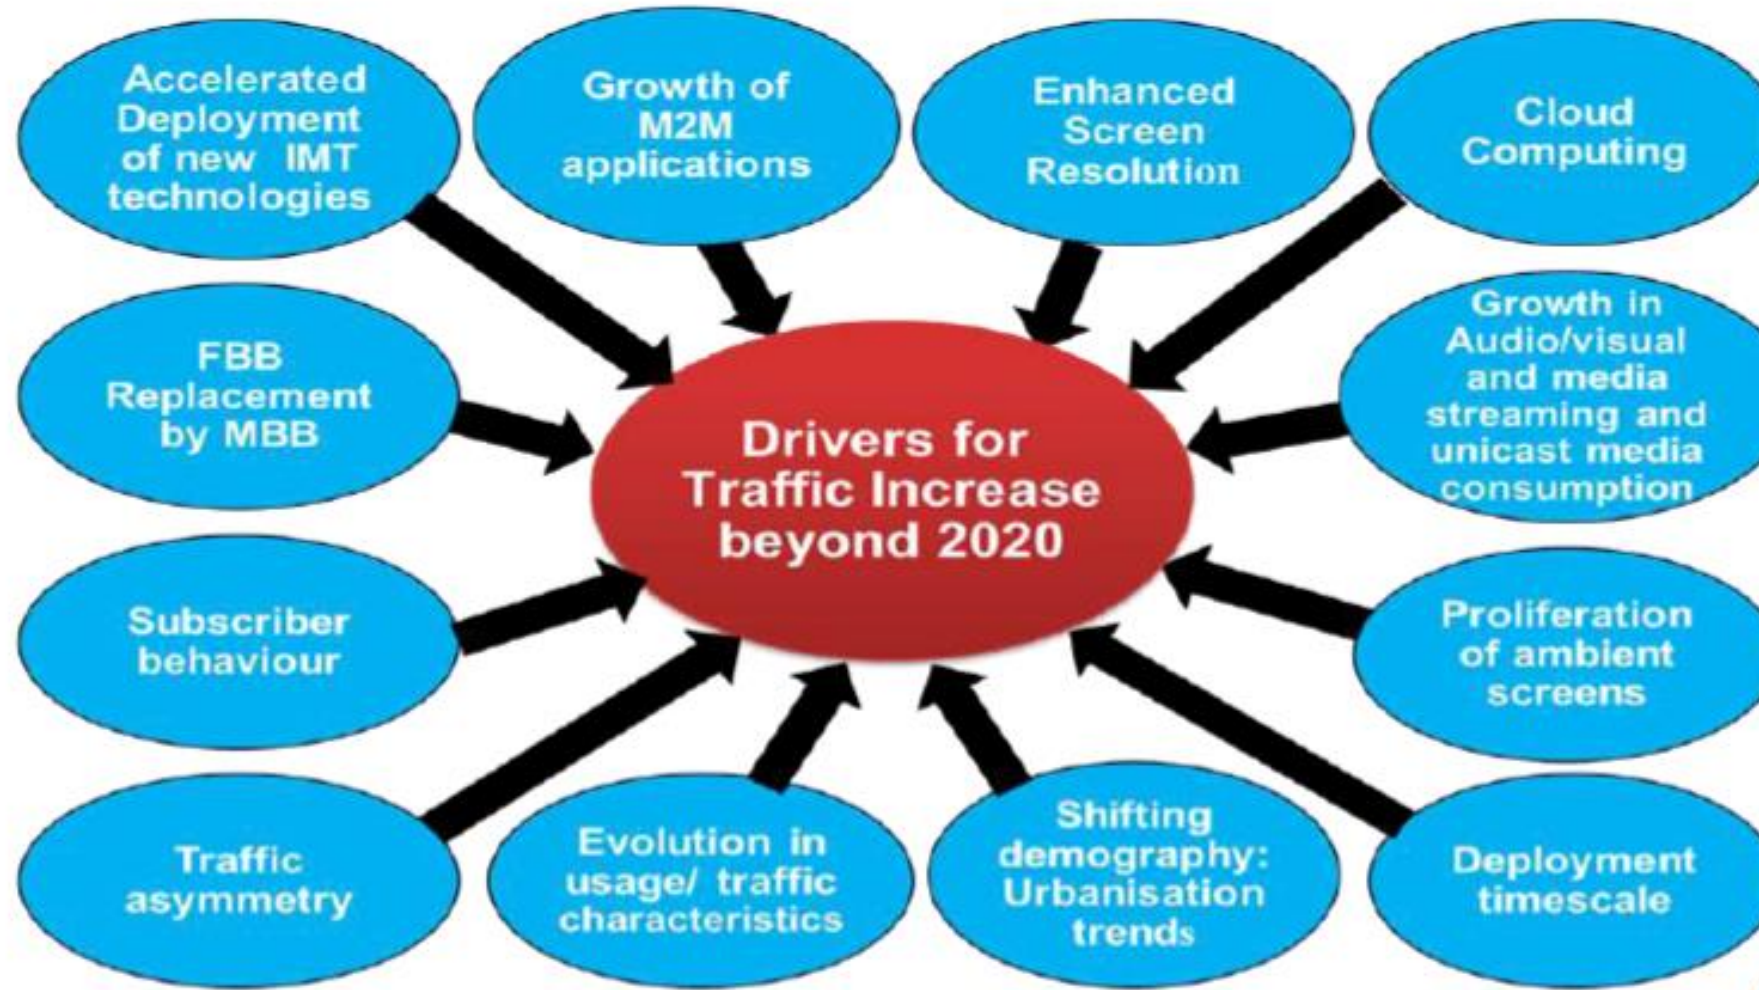 Accelerated
Deployment
of new IMT
technologies
Growth of
M2M
applications
Enhanced
Screen
Resolution
Cloud
Computing
FBB
Replacement
by MBB
Growth in
Audio/visual
and media
streaming and
unicast media
consumption
Drivers for
Traffic Increase
beyond 2020
Subscriber
behaviour
Proliferation
of ambient
screens
Traffic
asymmetry
Evolution in
usage/ traffic
characteristics
Shifting
demography:
Urbanisation
trends
Deployment
timescale